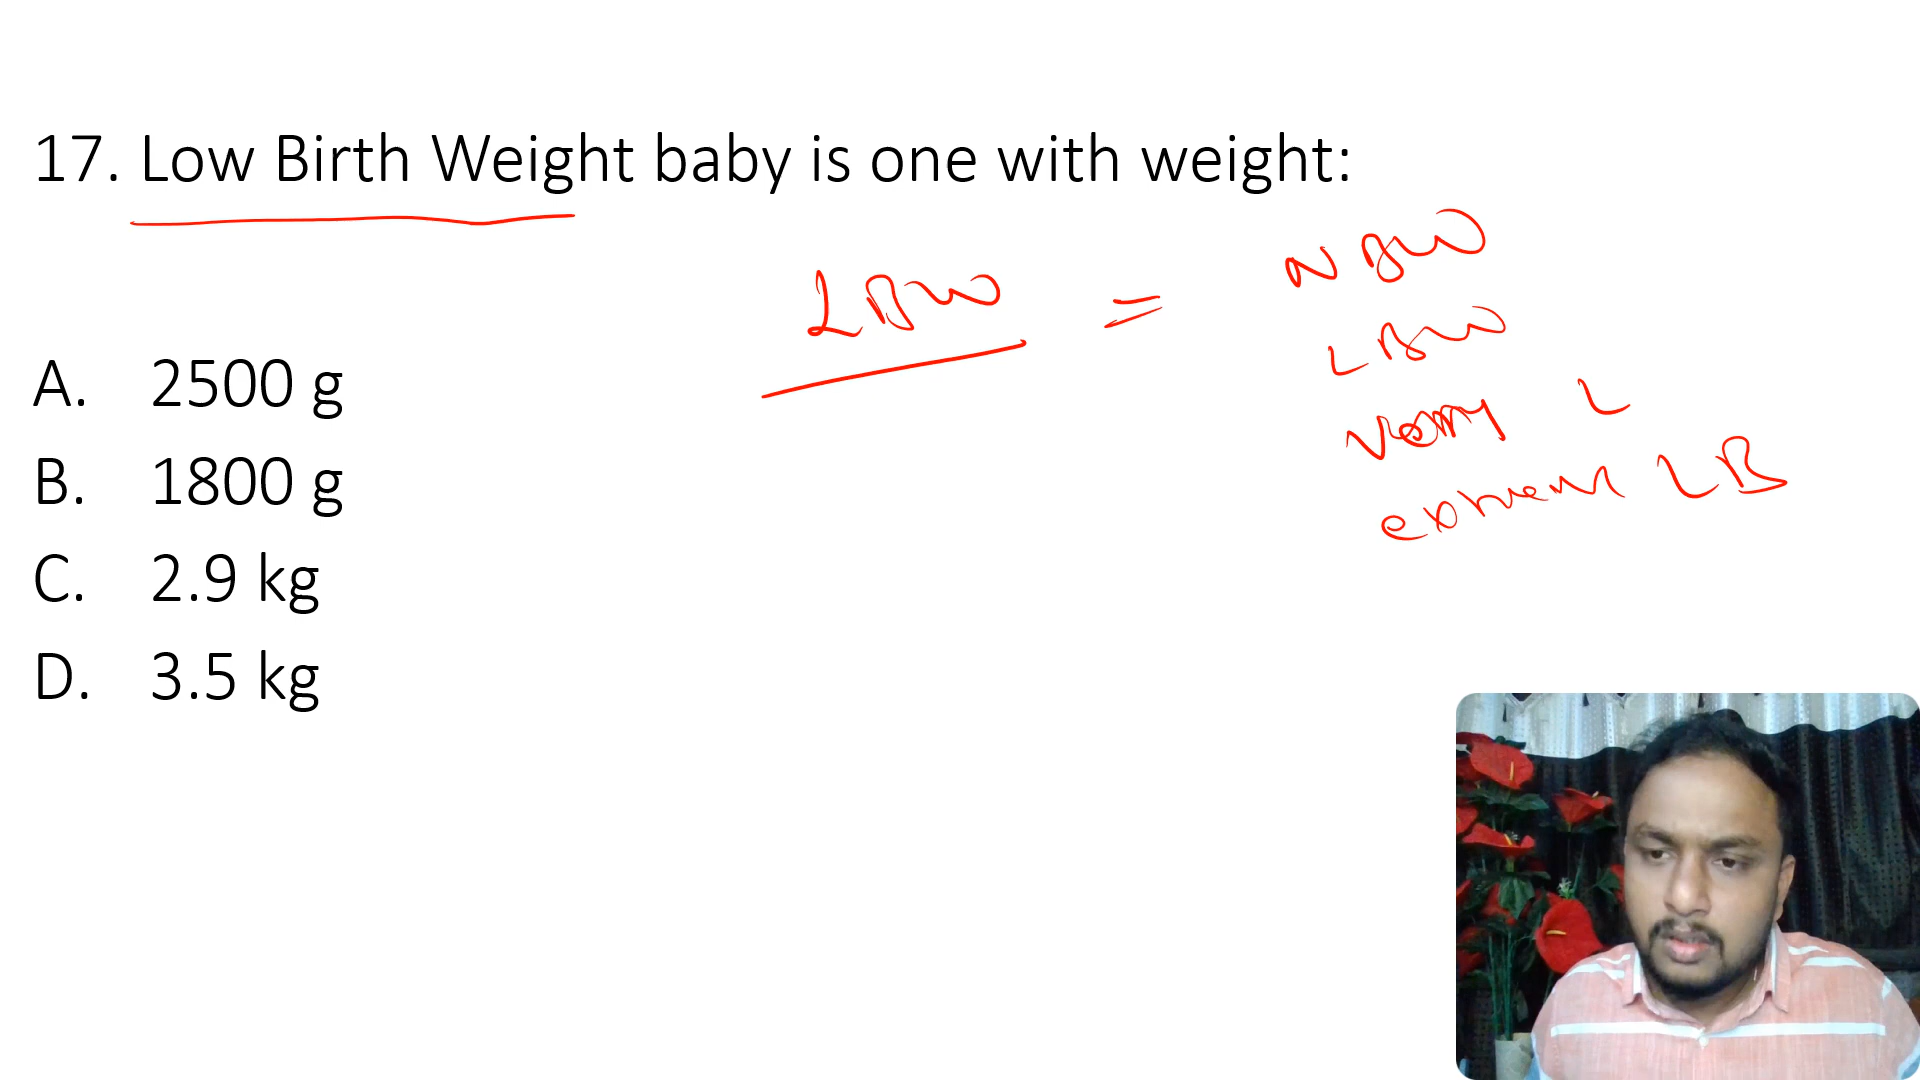 17. Low Birth Weight baby is one with weight:
LBW = NBW
LBW
Very L
extreme LB
A. 2500 g
B. 1800 g
C. 2.9 kg
D. 3.5 kg